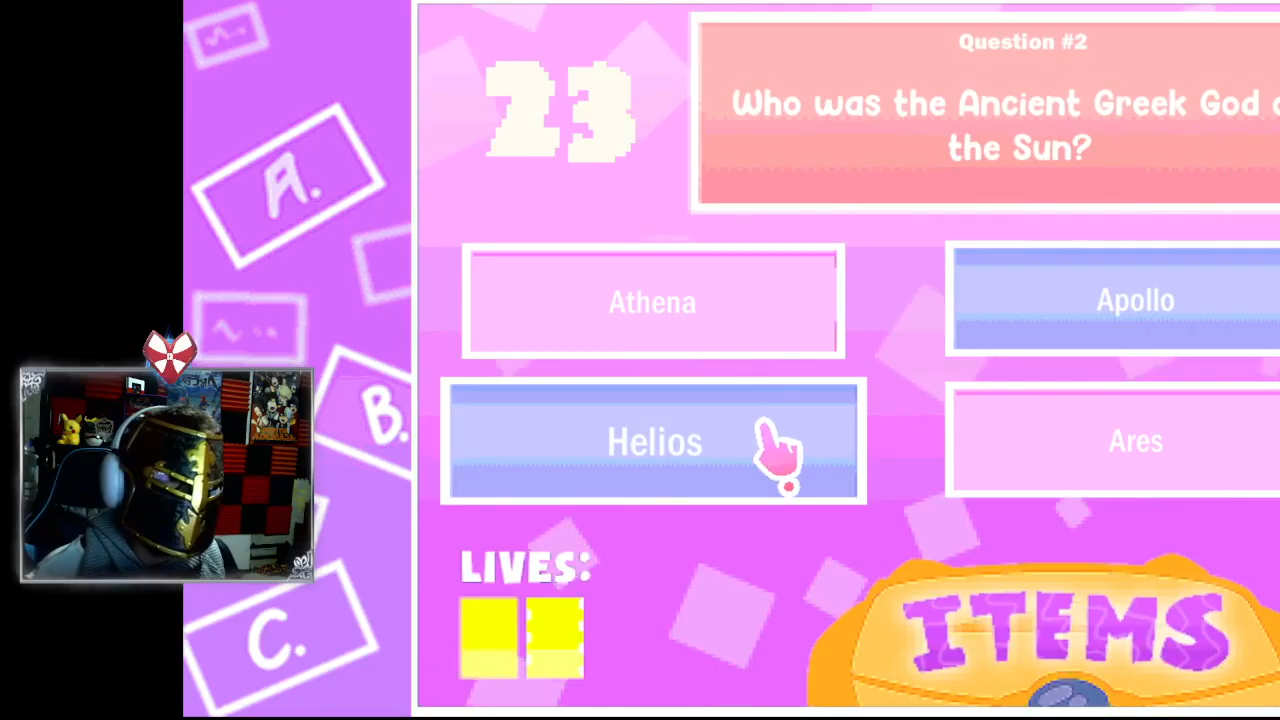 Question #2
23
Who was the Ancient Greek God
the Sun?
A.
Athena
Apollo
B.
Helios
Ares
LIVES:
C.
ITEMS